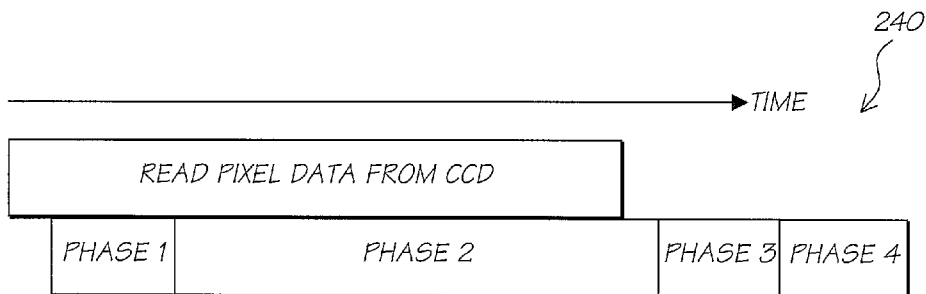 240
TIME
READ PIXEL DATA FROM CCD
PHASE 1 PHASE 2 PHASE 3 PHASE 4